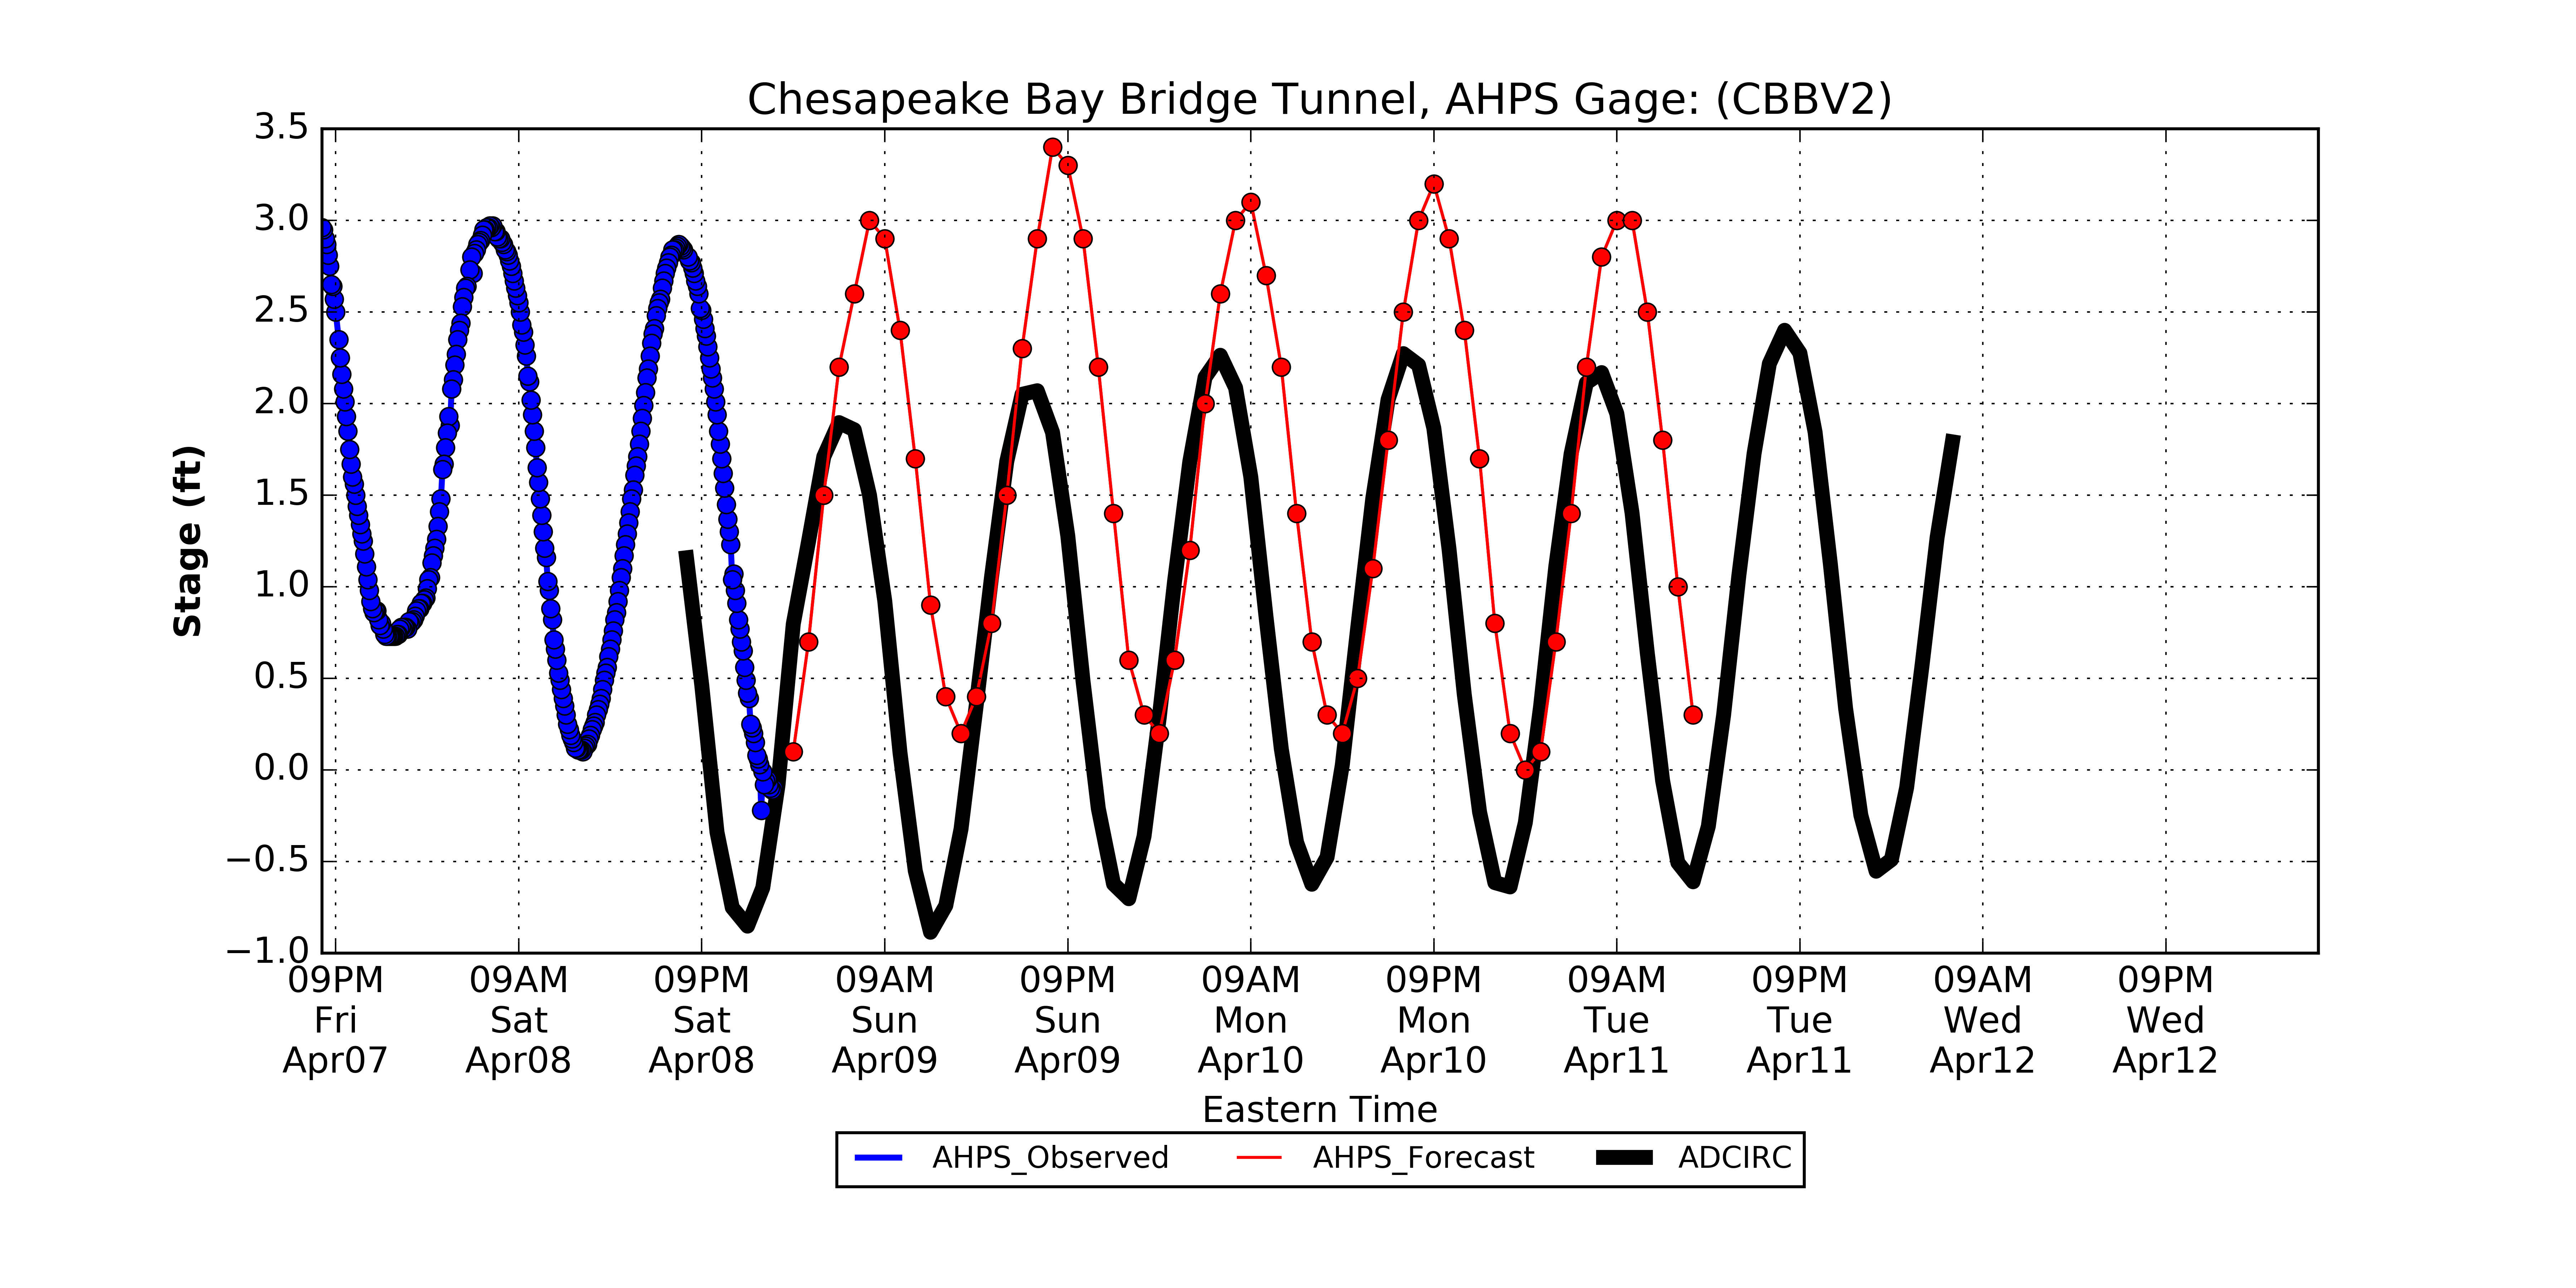 Chesapeake Bay Bridge Tunnel, AHPS Gage: (CBBV2)
3.5
3.0
2.5
2.0
1.5
1.0
0.5
0.0
−0.5
−1.0
Stage (ft)
09PM 09AM 09PM 09AM 09PM 09AM 09PM 09AM 09PM 09AM 09PM
Fri Sat Sat Sun Sun Mon Mon Tue Tue Wed Wed
Apr07 Apr08 Apr08 Apr09 Apr09 Apr10 Apr10 Apr11 Apr11 Apr12 Apr12
Eastern Time
AHPS_Observed AHPS_Forecast ADCIRC